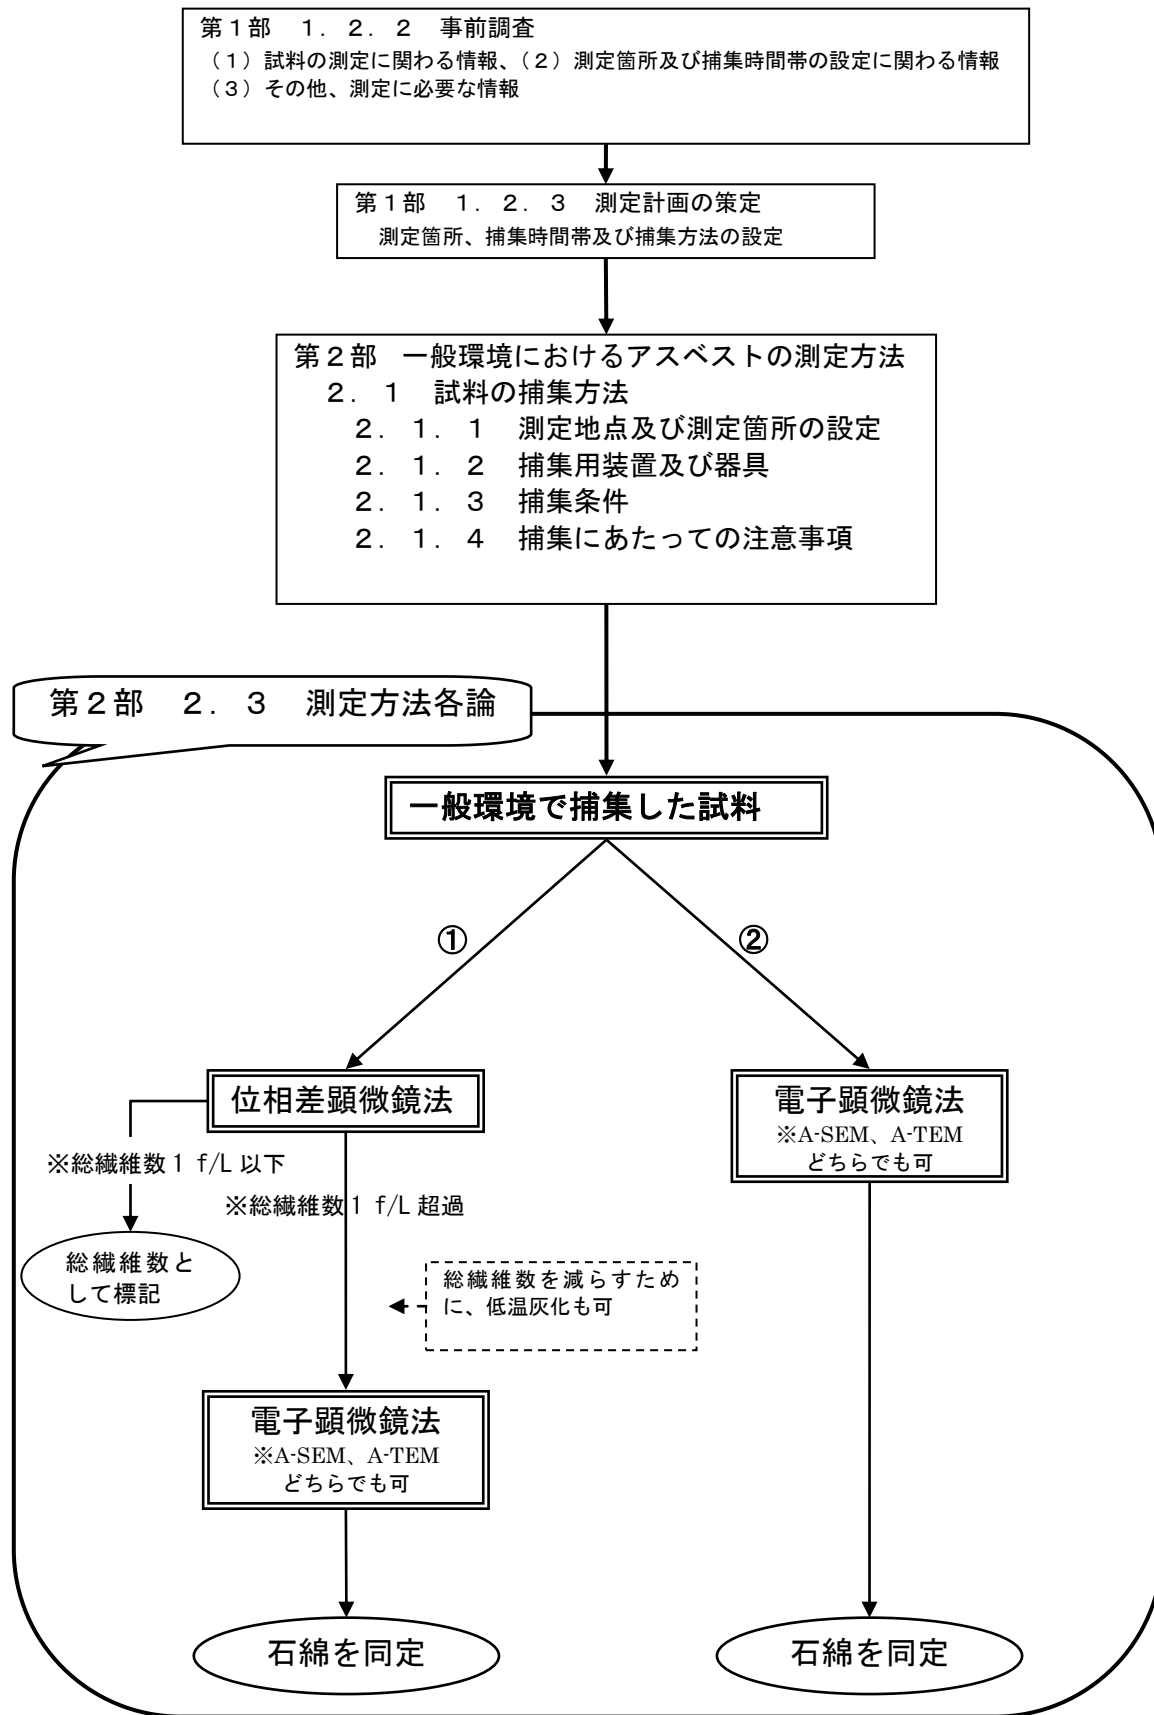 第１部　１．２．２　事前調査
（１）試料の測定に関わる情報、（２）測定箇所及び捕集時間帯の設定に関わる情報
（３）その他、測定に必要な情報
第１部　１．２．３　測定計画の策定
測定箇所、捕集時間帯及び捕集方法の設定
第２部　一般環境におけるアスベストの測定方法
２．１　試料の捕集方法
２．１．１　測定地点及び測定箇所の設定
２．１．２　捕集用装置及び器具
２．１．３　捕集条件
２．１．４　捕集にあたっての注意事項
第２部　２．３　測定方法各論
一般環境で捕集した試料
①
②
位相差顕微鏡法
※総繊維数１ f/L 以下
総繊維数と
して標記
※総繊維数１ f/L 超過
総繊維数を減らすため
に、低温灰化も可
電子顕微鏡法
※A-SEM、A-TEM
どちらでも可
石綿を同定
電子顕微鏡法
※A-SEM、A-TEM
どちらでも可
石綿を同定